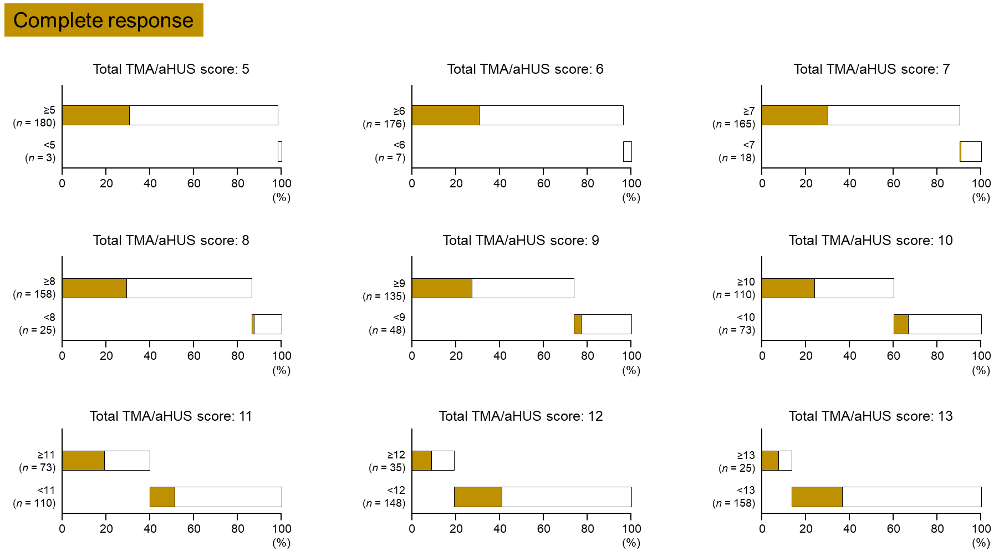 Complete response
Total TMA/aHUS score: 5
≥5
(n = 180)
<5
(n = 3)
0 20 40 60 80 100
(%)
Total TMA/aHUS score: 6
≥6
(n = 176)
<6
(n = 7)
0 20 40 60 80 100
(%)
Total TMA/aHUS score: 7
≥7
(n = 165)
<7
(n = 18)
0 20 40 60 80 100
(%)
Total TMA/aHUS score: 8
≥8
(n = 158)
<8
(n = 25)
0 20 40 60 80 100
(%)
Total TMA/aHUS score: 9
≥9
(n = 135)
<9
(n = 48)
0 20 40 60 80 100
(%)
Total TMA/aHUS score: 10
≥10
(n = 110)
<10
(n = 73)
0 20 40 60 80 100
(%)
Total TMA/aHUS score: 11
≥11
(n = 73)
<11
(n = 110)
0 20 40 60 80 100
(%)
Total TMA/aHUS score: 12
≥12
(n = 35)
<12
(n = 148)
0 20 40 60 80 100
(%)
Total TMA/aHUS score: 13
≥13
(n = 25)
<13
(n = 158)
0 20 40 60 80 100
(%)